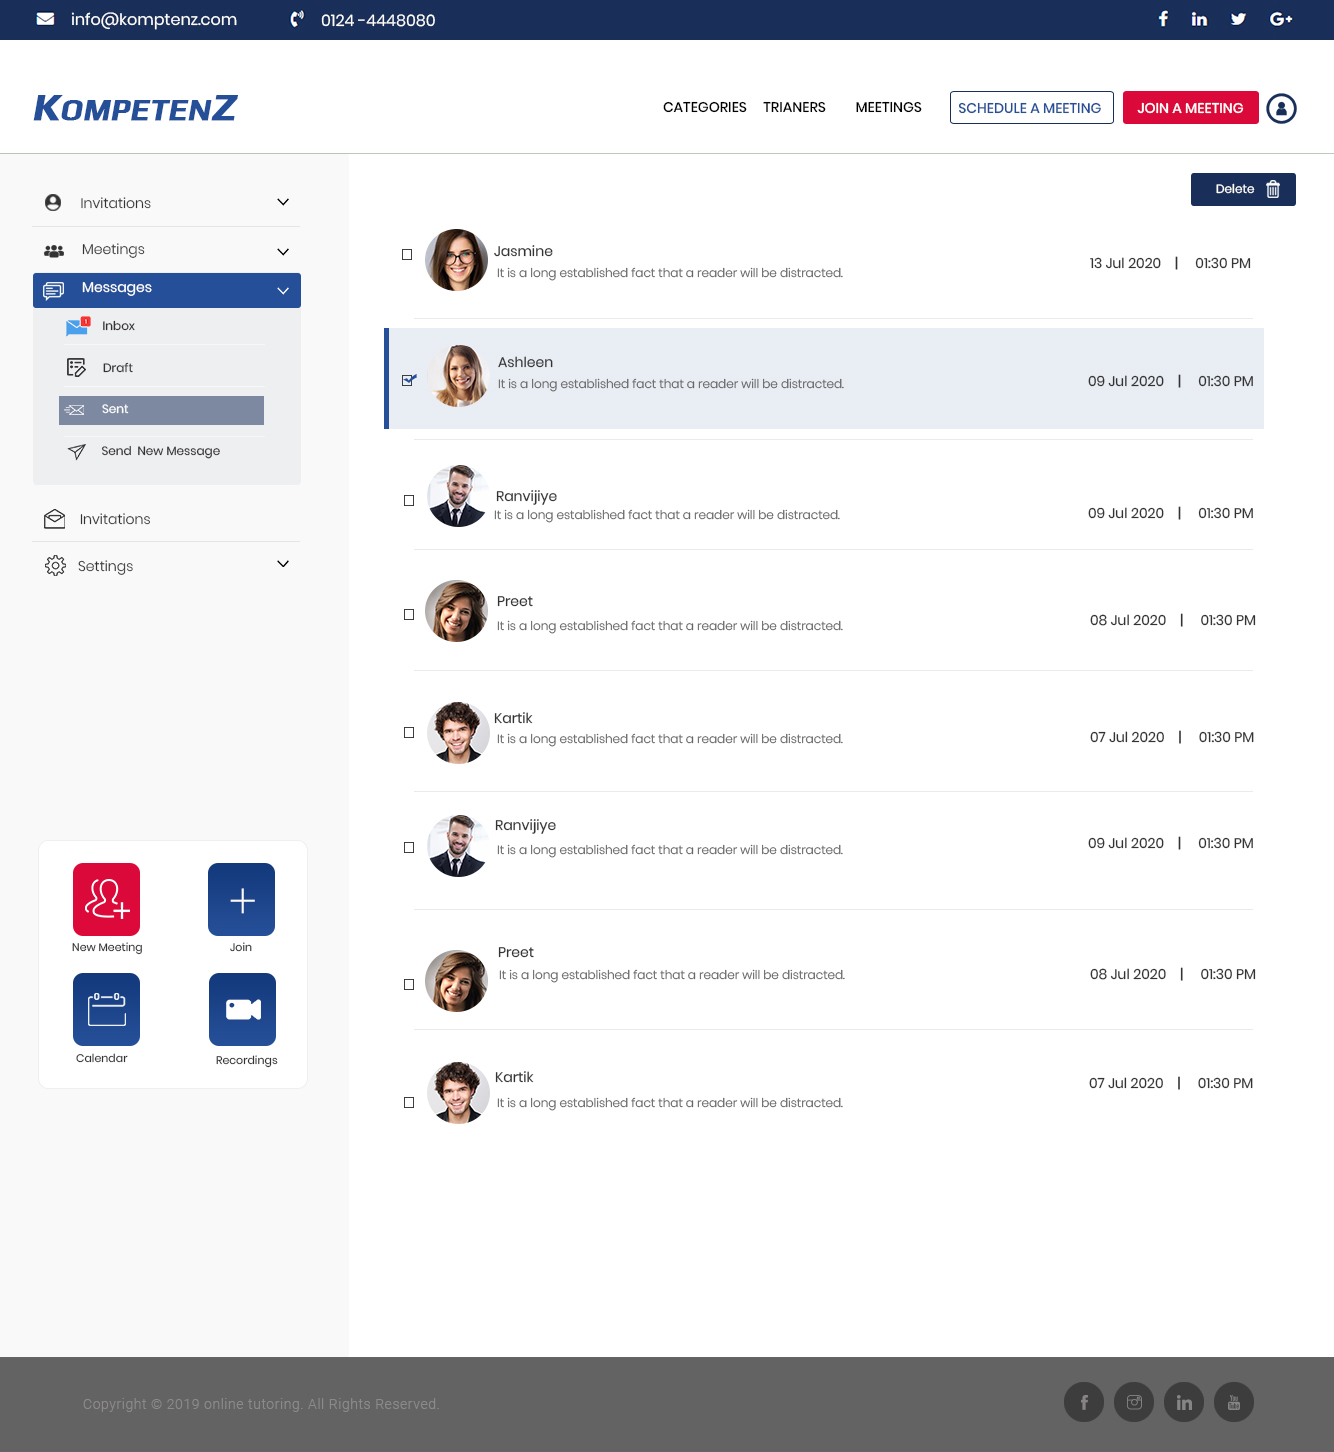 info@komptenz.com
0124 -4448080
KOMPETENZ
CATEGORIES
TRIANERS
MEETINGS
SCHEDULE A MEETING
JOIN A MEETING
Invitations
Meetings
Messages
Inbox
1
Draft
Sent
Send New Message
Invitations
Settings
New Meeting
Join
Calendar
Recordings
Delete
Jasmine
It is a long established fact that a reader will be distracted.
13 Jul 2020 | 01:30 PM
Ashleen
It is a long established fact that a reader will be distracted.
09 Jul 2020 | 01:30 PM
Ranvijiye
It is a long established fact that a reader will be distracted.
09 Jul 2020 | 01:30 PM
Preet
It is a long established fact that a reader will be distracted.
08 Jul 2020 | 01:30 PM
Kartik
It is a long established fact that a reader will be distracted.
07 Jul 2020 | 01:30 PM
Ranvijiye
It is a long established fact that a reader will be distracted.
09 Jul 2020 | 01:30 PM
Preet
It is a long established fact that a reader will be distracted.
08 Jul 2020 | 01:30 PM
Kartik
It is a long established fact that a reader will be distracted.
07 Jul 2020 | 01:30 PM
Copyright © 2019 online tutoring. All Rights Reserved.